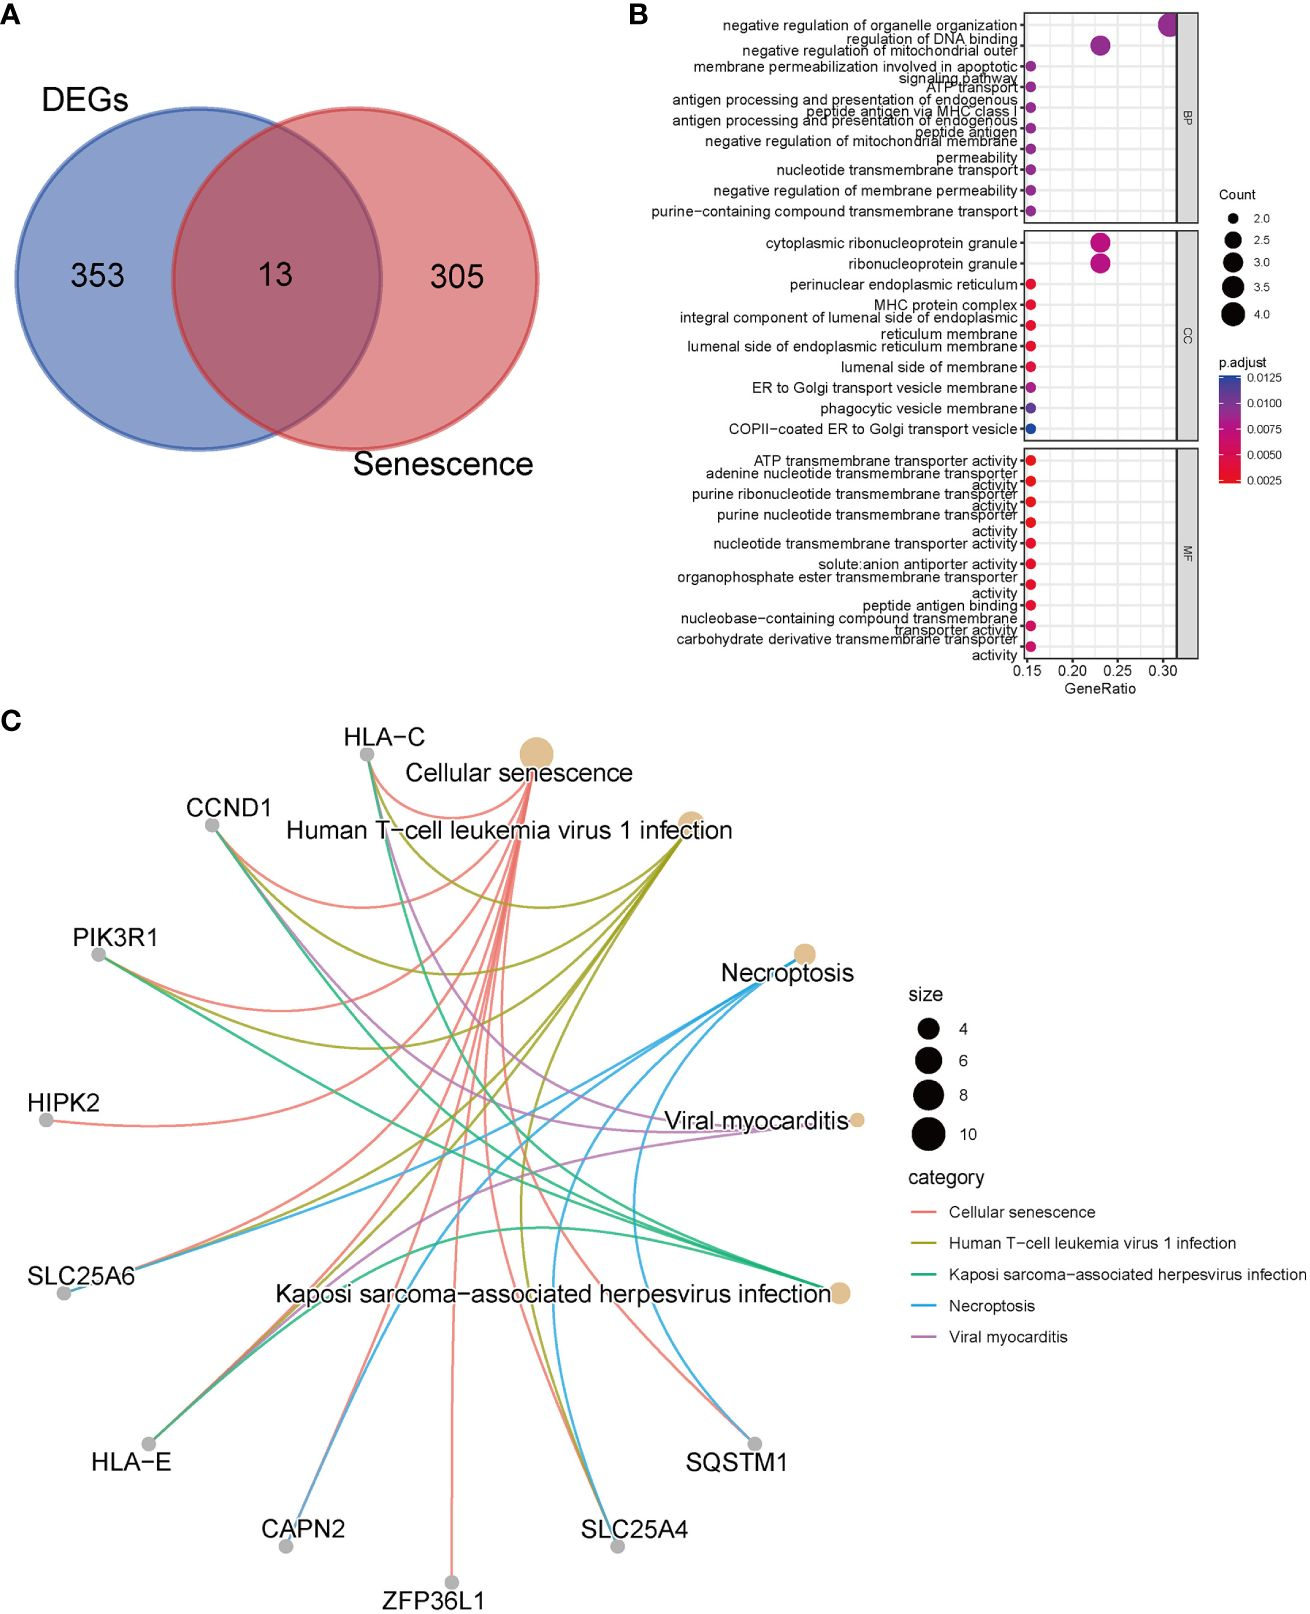 A
DEGs
353
13
305
Senescence
B
negative regulation of organelle organization
regulation of DNA binding
negative regulation of mitochondrial outer
membrane permeabilization involved in apoptotic
signaling pathway
ATP transport
antigen processing and presentation of endogenous
peptide antigen via MHC class I
antigen processing and presentation of endogenous
peptide antigen
negative regulation of mitochondrial membrane
permeability
nucleotide transmembrane transport
negative regulation of membrane permeability
purine−containing compound transmembrane transport
BP
cytoplasmic ribonucleoprotein granule
ribonucleoprotein granule
perinuclear endoplasmic reticulum
MHC protein complex
integral component of lumenal side of endoplasmic
reticulum membrane
lumenal side of endoplasmic reticulum membrane
lumenal side of membrane
ER to Golgi transport vesicle membrane
phagocytic vesicle membrane
COPII−coated ER to Golgi transport vesicle
CC
ATP transmembrane transporter activity
adenine nucleotide transmembrane transporter
activity
purine ribonucleotide transmembrane transporter
activity
purine nucleotide transmembrane transporter
activity
nucleotide transmembrane transporter activity
solute:anion antiporter activity
organophosphate ester transmembrane transporter
activity
peptide antigen binding
nucleobase−containing compound transmembrane
transporter activity
carbohydrate derivative transmembrane transporter
activity
MF
0.15 0.20 0.25 0.30
GeneRatio
Count
2.0
2.5
3.0
3.5
4.0
p.adjust
0.0125
0.0100
0.0075
0.0050
0.0025
C
HLA−C
Cellular senescence
CCND1
Human T−cell leukemia virus 1 infection
PIK3R1
Necroptosis
HIPK2
Viral myocarditis
SLC25A6
Kaposi sarcoma−associated herpesvirus infection
HLA−E
SQSTM1
CAPN2
SLC25A4
ZFP36L1
size
4
6
8
10
category
Cellular senescence
Human T−cell leukemia virus 1 infection
Kaposi sarcoma−associated herpesvirus infection
Necroptosis
Viral myocarditis